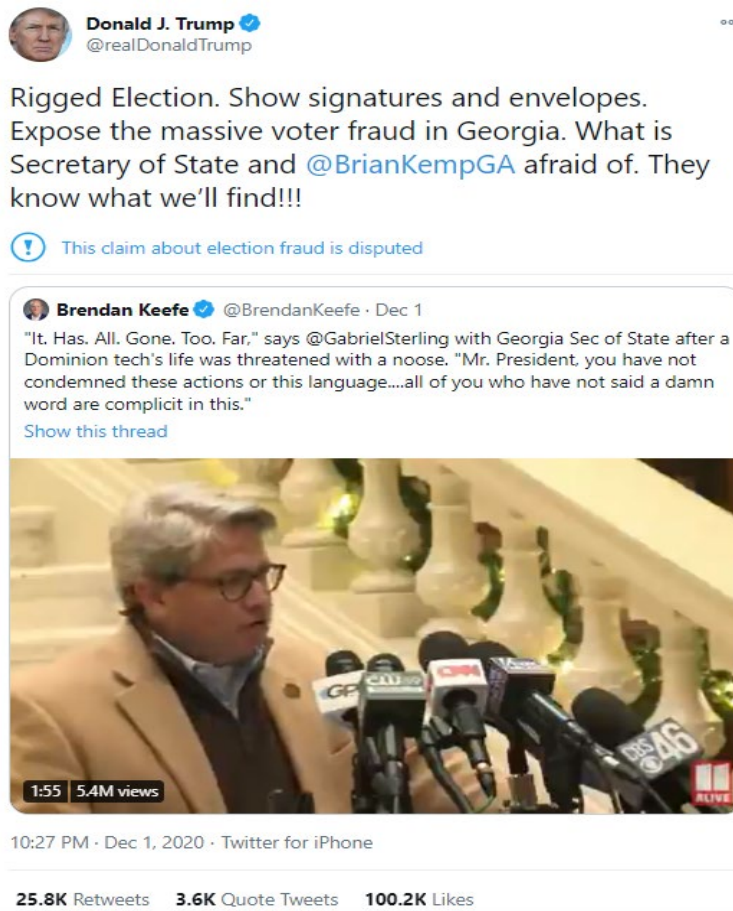 Donald J. Trump
@realDonaldTrump
Rigged Election. Show signatures and envelopes.
Expose the massive voter fraud in Georgia. What is
Secretary of State and @BrianKempGA afraid of. They
know what we’ll find!!!
This claim about election fraud is disputed
Brendan Keefe @BrendanKeefe · Dec 1
"It. Has. All. Gone. Too. Far," says @GabrielSterling with Georgia Sec of State after a
Dominion tech's life was threatened with a noose. "Mr. President, you have not
condemned these actions or this language....all of you who have not said a damn
word are complicit in this."
Show this thread
GP
CNN
CBS 46
11
ALIVE
1:55 5.4M views
10:27 PM · Dec 1, 2020 · Twitter for iPhone
25.8K Retweets 3.6K Quote Tweets 100.2K Likes